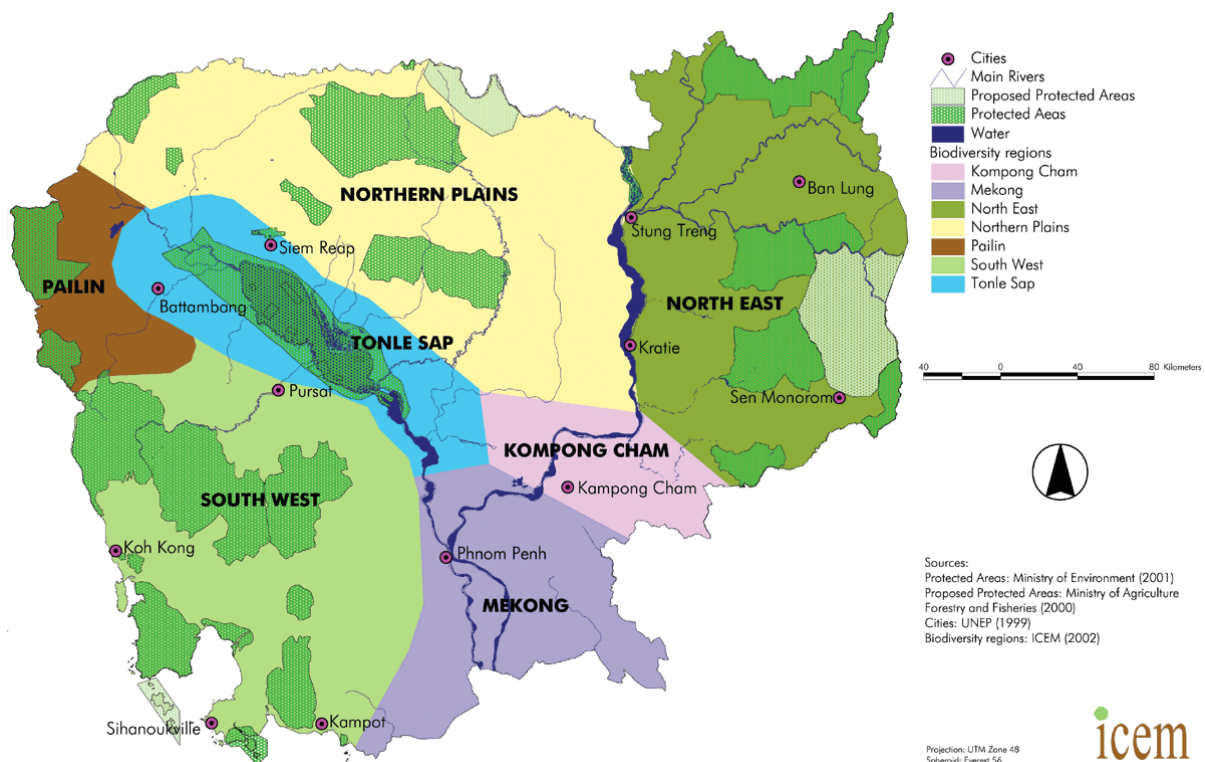 Cities
Main Rivers
Proposed Protected Areas
Protected Aeas
Water
Biodiversity regions
Kompong Cham
Mekong
North East
Northern Plains
Pailin
South West
Tonle Sap
40 0 40 80 Kilometers
NORTHERN PLAINS
Ban Lung
Stung Treng
Siem Reap
PAILIN
Battambang
NORTH EAST
TONLE SAP
Kratie
Pursat
Sen Monorom
KOMPONG CHAM
Kampong Cham
SOUTH WEST
Koh Kong
Phnom Penh
MEKONG
Sihanoukville
Kampot
Sources:
Protected Areas: Ministry of Environment (2001)
Proposed Protected Areas: Ministry of Agriculture
Forestry and Fisheries (2000)
Cities: UNEP (1999)
Biodiversity regions: ICEM (2002)
icem
Projection: UTM Zone 48
Spheroid: Everest 56